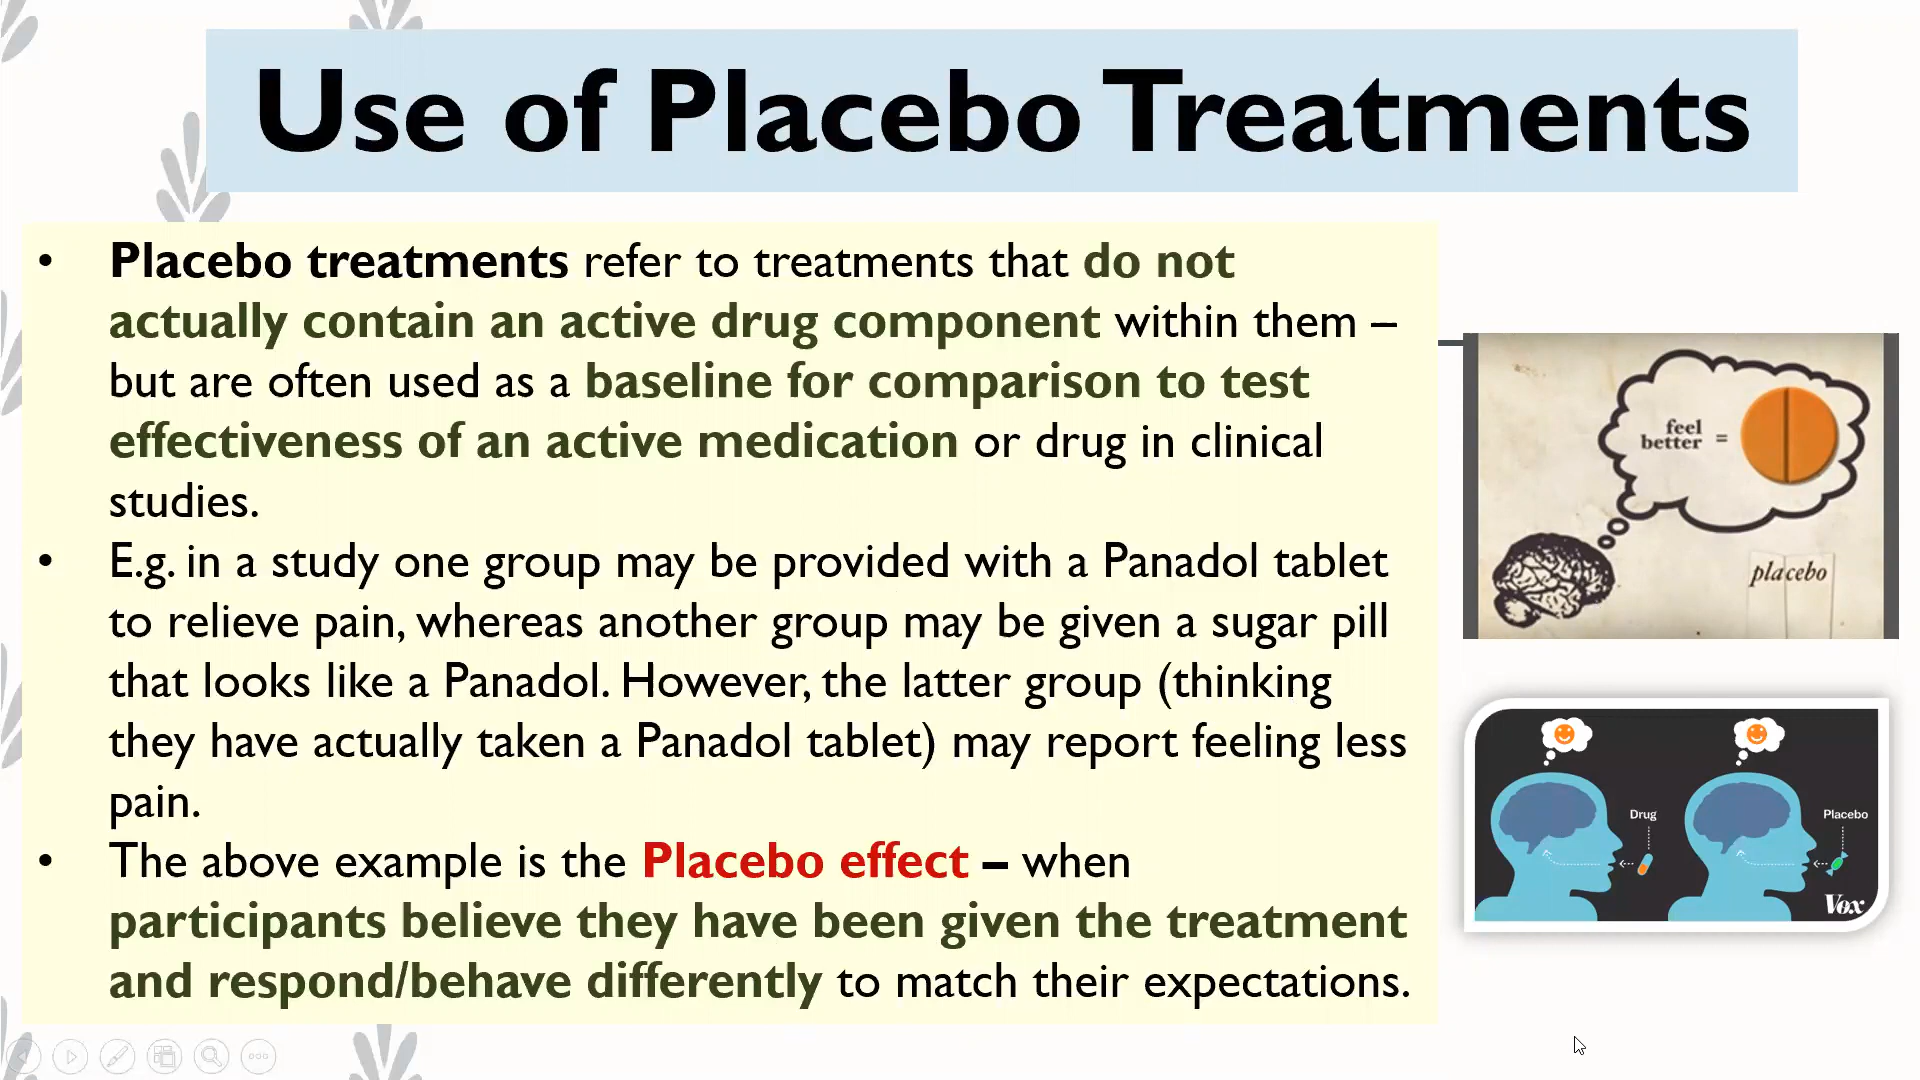 Use of Placebo Treatments
• Placebo treatments refer to treatments that do not
actually contain an active drug component within them –
but are often used as a baseline for comparison to test
effectiveness of an active medication or drug in clinical
studies.
• E.g. in a study one group may be provided with a Panadol tablet
to relieve pain, whereas another group may be given a sugar pill
that looks like a Panadol. However, the latter group (thinking
they have actually taken a Panadol tablet) may report feeling less
pain.
• The above example is the Placebo effect – when
participants believe they have been given the treatment
and respond/behave differently to match their expectations.
feel
better =
placebo
Drug
Placebo
Vox